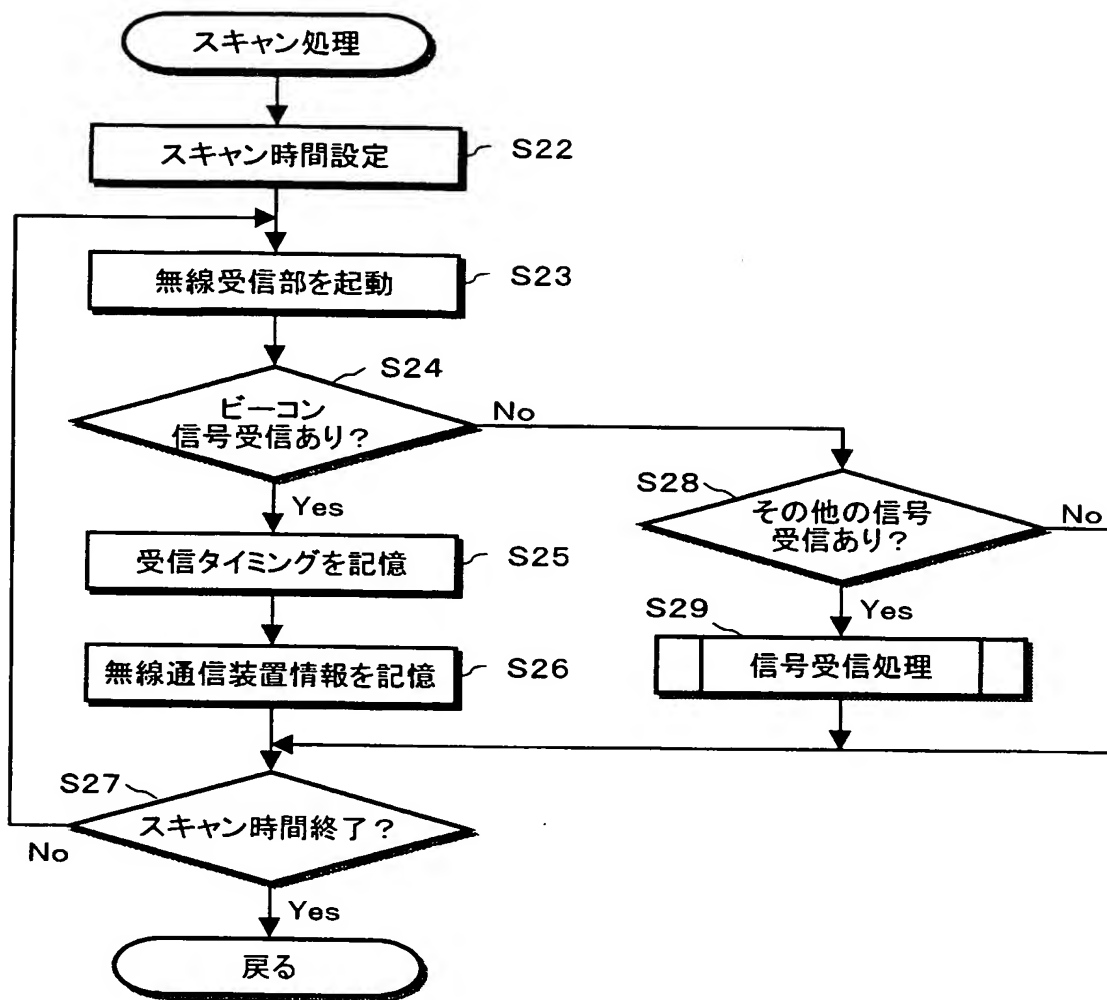 スキャン処理
スキャン時間設定
S22
無線受信部を起動
S23
S24
ビーコン
信号受信あり?
No
Yes
受信タイミングを記憶
S25
無線通信装置情報を記憶
S26
S28
その他の信号
受信あり?
No
Yes
S29
信号受信処理
S27
スキャン時間終了?
No
Yes
戻る